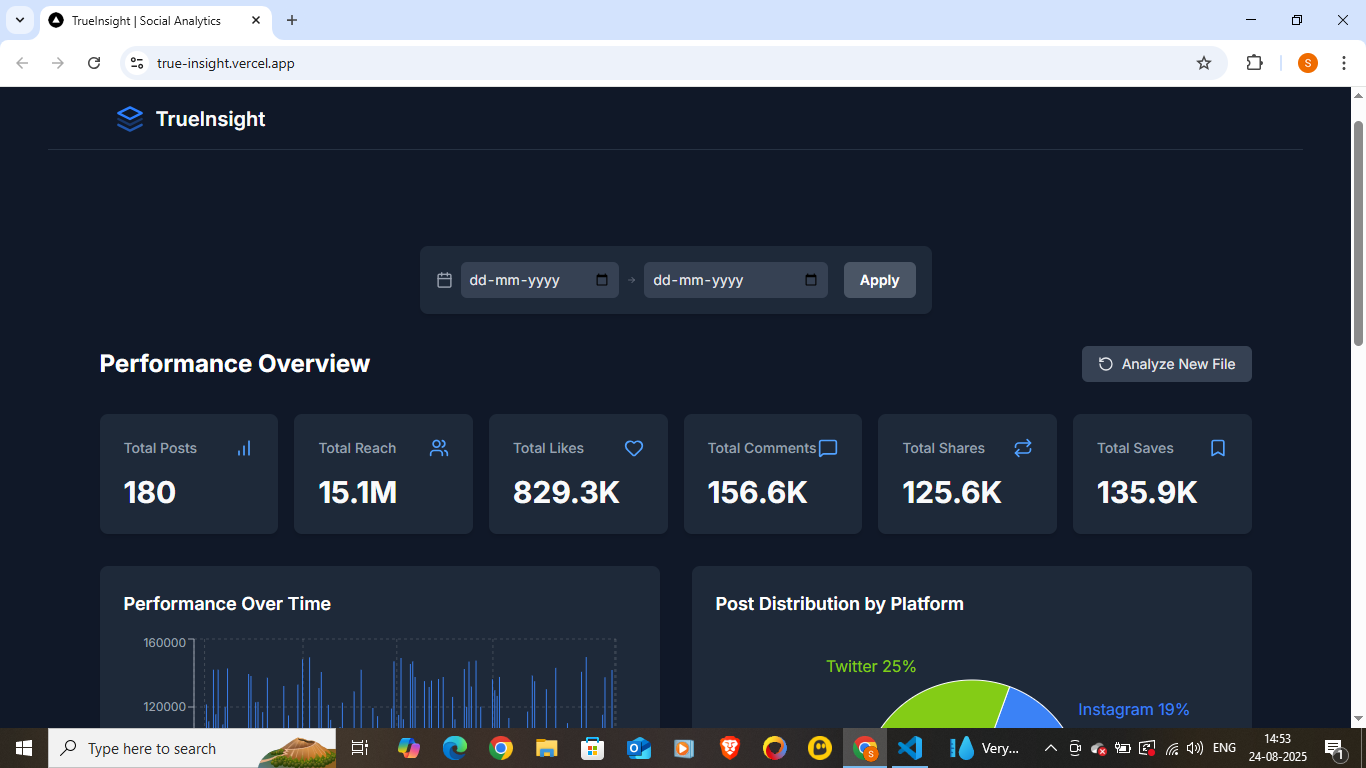 TrueInsight | Social Analytics
true-insight.vercel.app
S
TrueInsight
dd-mm-yyyy dd-mm-yyyy Apply
Performance Overview Analyze New File
Total Posts Total Reach Total Likes Total Comments Total Shares Total Saves
180 15.1M 829.3K 156.6K 125.6K 135.9K
Performance Over Time Post Distribution by Platform
160000
Twitter 25%
120000 Instagram 19%
Type here to search S Very... ENG 14:53
24-08-2025 1